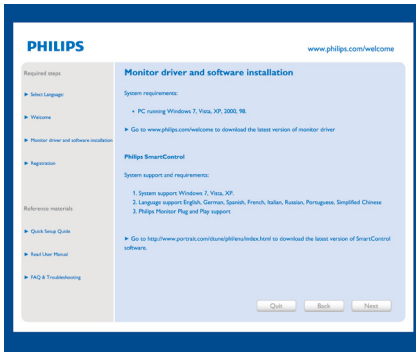 PHILIPS
www.philips.com/welcome
Required steps
► Select Language:
► Welcome
► Monitor driver and software installation
► Registration
Reference materials
► Quick Setup Quide
► Read User Manual
► FAQ & Troubleshooting
Monitor driver and software installation
System requirements:
• PC running Windows 7, Vista, XP, 2000, 98.
► Go to www.philips.com/welcome to download the latest version of monitor driver
Philips SmartControl
System support and requirements:
1. System support Windows 7, Vista, XP.
2. Language support English, German, Spanish, French, Italian, Russian, Portuguese, Simplified Chinese
3. Philips Monitor Plug and Play support
► Go to http://www.portrait.com/dtune/phil/enu/index.html to download the latest version of SmartControl
software.
Quit
Back
Next